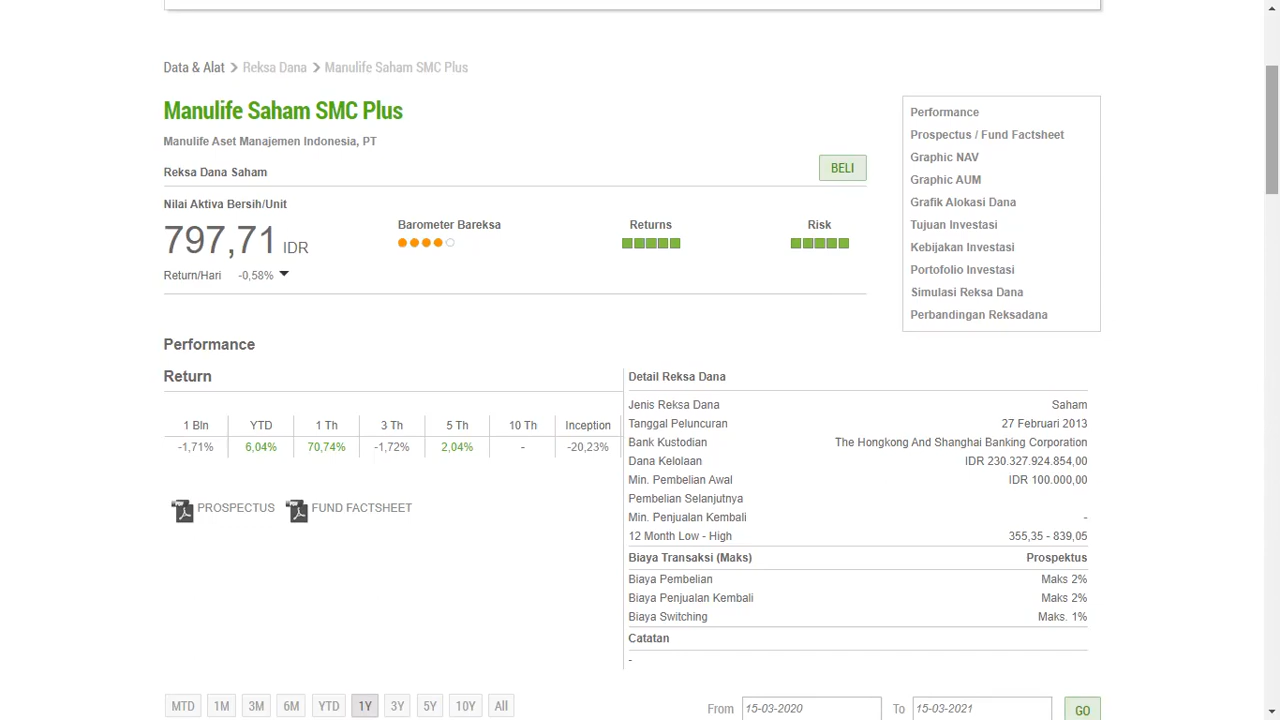 Data & Alat > Reksa Dana > Manulife Saham SMC Plus
Manulife Saham SMC Plus
Manulife Aset Manajemen Indonesia, PT
Reksa Dana Saham
BELI
Nilai Aktiva Bersih/Unit
797,71 IDR
Return/Hari -0,58%
Barometer Bareksa
Returns
Risk
Performance
Prospectus / Fund Factsheet
Graphic NAV
Graphic AUM
Grafik Alokasi Dana
Tujuan Investasi
Kebijakan Investasi
Portofolio Investasi
Simulasi Reksa Dana
Perbandingan Reksadana
Performance
Return
1 Bln YTD 1 Th 3 Th 5 Th 10 Th Inception
-1,71% 6,04% 70,74% -1,72% 2,04% - -20,23%
PROSPECTUS FUND FACTSHEET
Detail Reksa Dana
Jenis Reksa Dana Saham
Tanggal Peluncuran 27 Februari 2013
Bank Kustodian The Hongkong And Shanghai Banking Corporation
Dana Kelolaan IDR 230.327.924.854,00
Min. Pembelian Awal IDR 100.000,00
Pembelian Selanjutnya
Min. Penjualan Kembali -
12 Month Low - High 355,35 - 839,05
Biaya Transaksi (Maks) Prospektus
Biaya Pembelian Maks 2%
Biaya Penjualan Kembali Maks 2%
Biaya Switching Maks. 1%
Catatan
-
MTD 1M 3M 6M YTD 1Y 3Y 5Y 10Y All
From 15-03-2020 To 15-03-2021 GO